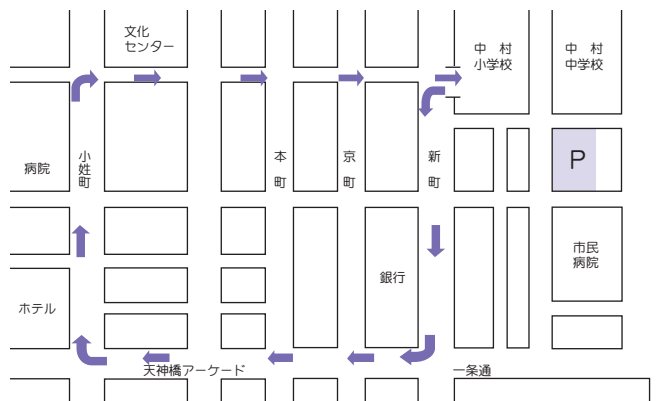 文化
センター
中　村
小学校
中　村
中学校
病院
小姓町
本町
京町
新町
P
市民
病院
銀行
ホテル
天神橋アーケード
一条通